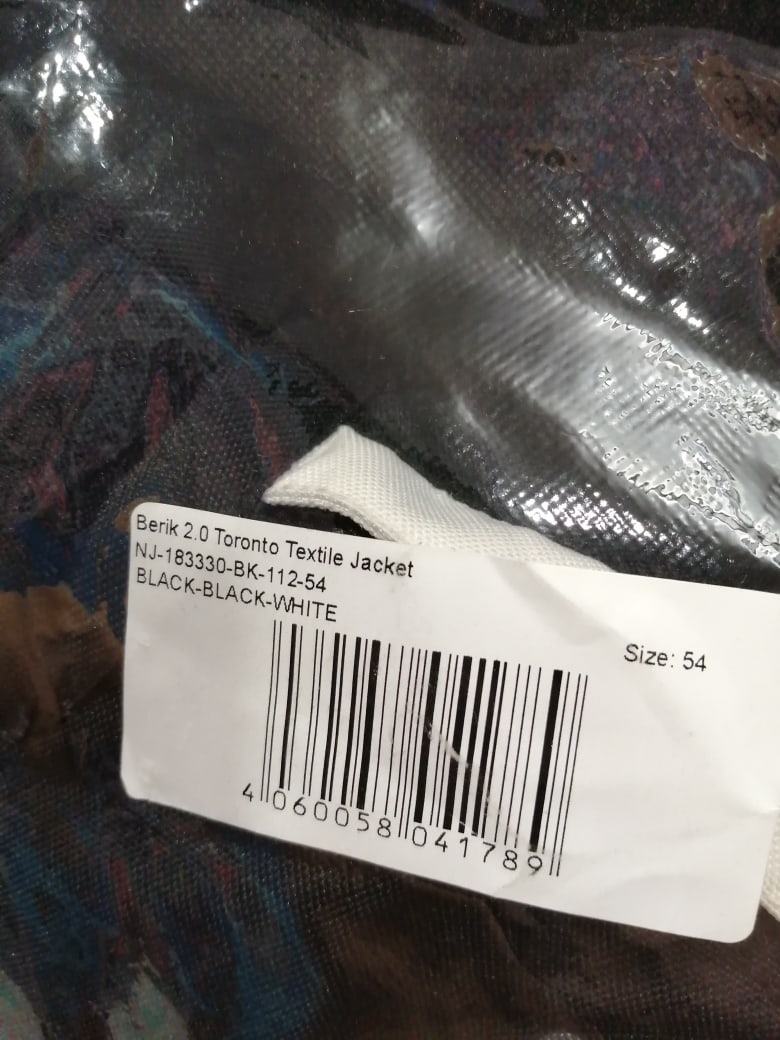 Berik 2.0 Toronto Textile Jacket
NJ-183330-BK-112-54
BLACK-BLACK-WHITE
Size: 54
4 060058 041789